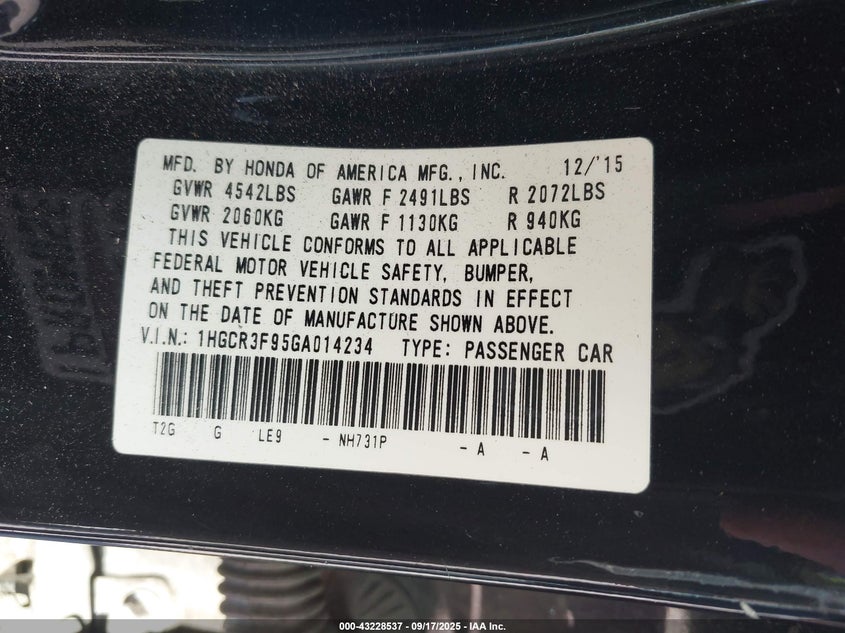 MFD. BY HONDA OF AMERICA MFG., INC. 12/'15
GVWR 4542LBS GAWR F 2491LBS R 2072LBS
GVWR 2060KG GAWR F 1130KG R 940KG
THIS VEHICLE CONFORMS TO ALL APPLICABLE
FEDERAL MOTOR VEHICLE SAFETY, BUMPER,
AND THEFT PREVENTION STANDARDS IN EFFECT
ON THE DATE OF MANUFACTURE SHOWN ABOVE.
V.I.N.: 1HGCR3F95GA014234 TYPE: PASSENGER CAR
T2G G LE9 - NH731P - A - A
000-43228537 - 09/17/2025 - IAA Inc.